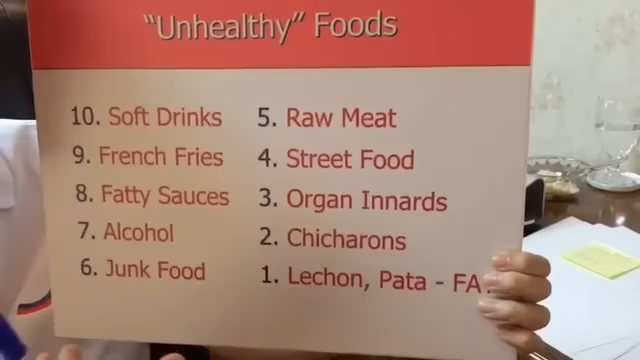 “Unhealthy” Foods
10. Soft Drinks
9. French Fries
8. Fatty Sauces
7. Alcohol
6. Junk Food
5. Raw Meat
4. Street Food
3. Organ Innards
2. Chicharons
1. Lechon, Pata -